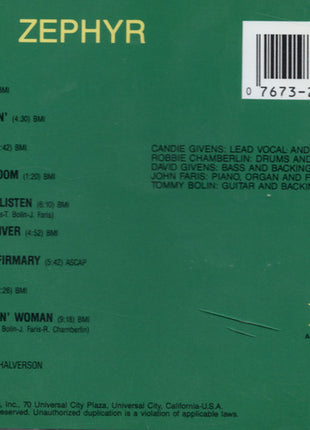 ZEPHYR
0 7673-2
BMI
N' (4:30) BMI
:42) BMI
OOM (1:20) BMI
LISTEN (6:10) BMI
s-T. Bolin-J. Faris)
IVER (4:52) BMI
FIRMARY (5:42) ASCAP
:26) BMI
N' WOMAN (9:18) BMI
Bolin-J. Faris-R. Chamberlin)
HALVERSON
CANDIE GIVENS: LEAD VOCAL AND
ROBBIE CHAMBERLIN: DRUMS AND
DAVID GIVENS: BASS AND BACKING
JOHN FARIS: PIANO, ORGAN AND F
TOMMY BOLIN: GUITAR AND BACKIN
, Inc., 70 Universal City Plaza, Universal City, California-U.S.A.
served. Unauthorized duplication is a violation of applicable laws.